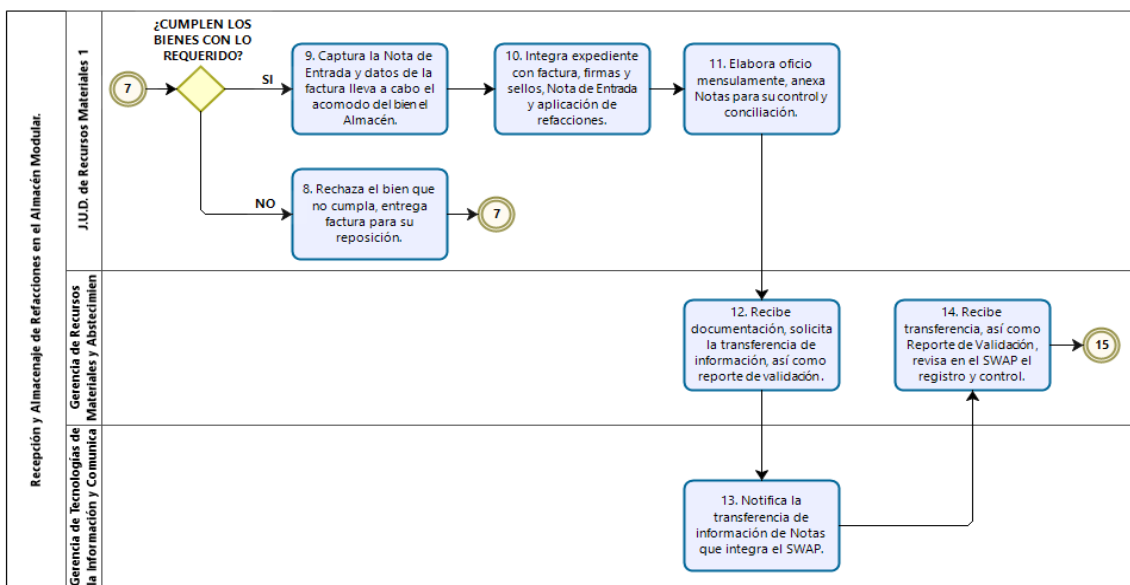 Recepción y Almacenaje de Refacciones en el Almacén Modular.
J.U.D. de Recursos Materiales 1
¿CUMPLEN LOS
BIENES CON LO
REQUERIDO?
7
SI
9. Captura la Nota de
Entrada y datos de la
factura lleva a cabo el
acomodo del bien el
Almacén.
10. Integra expediente
con factura, firmas y
sellos, Nota de Entrada
y aplicación de
refacciones.
11. Elabora oficio
mensulamente, anexa
Notas para su control y
conciliación.
NO
8. Rechaza el bien que
no cumpla, entrega
factura para su
reposición.
7
Gerencia de Recursos
Materiales y Abstecimien
12. Recibe
documentación, solicita
la transferencia de
información, así como
reporte de validación.
14. Recibe
transferencia, así como
Reporte de Validación,
revisa en el SWAP el
registro y control.
15
Gerencia de Tecnologías de
la Información y Comunica
13. Notifica la
transferencia de
información de Notas
que integra el SWAP.